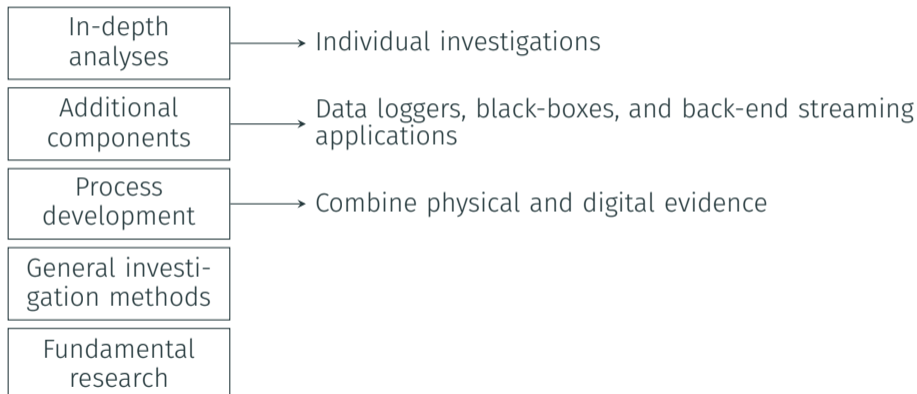 In-depth
analyses
Individual investigations
Additional
components
Data loggers, black-boxes, and back-end streaming
applications
Process
development
Combine physical and digital evidence
General investi-
gation methods
Fundamental
research